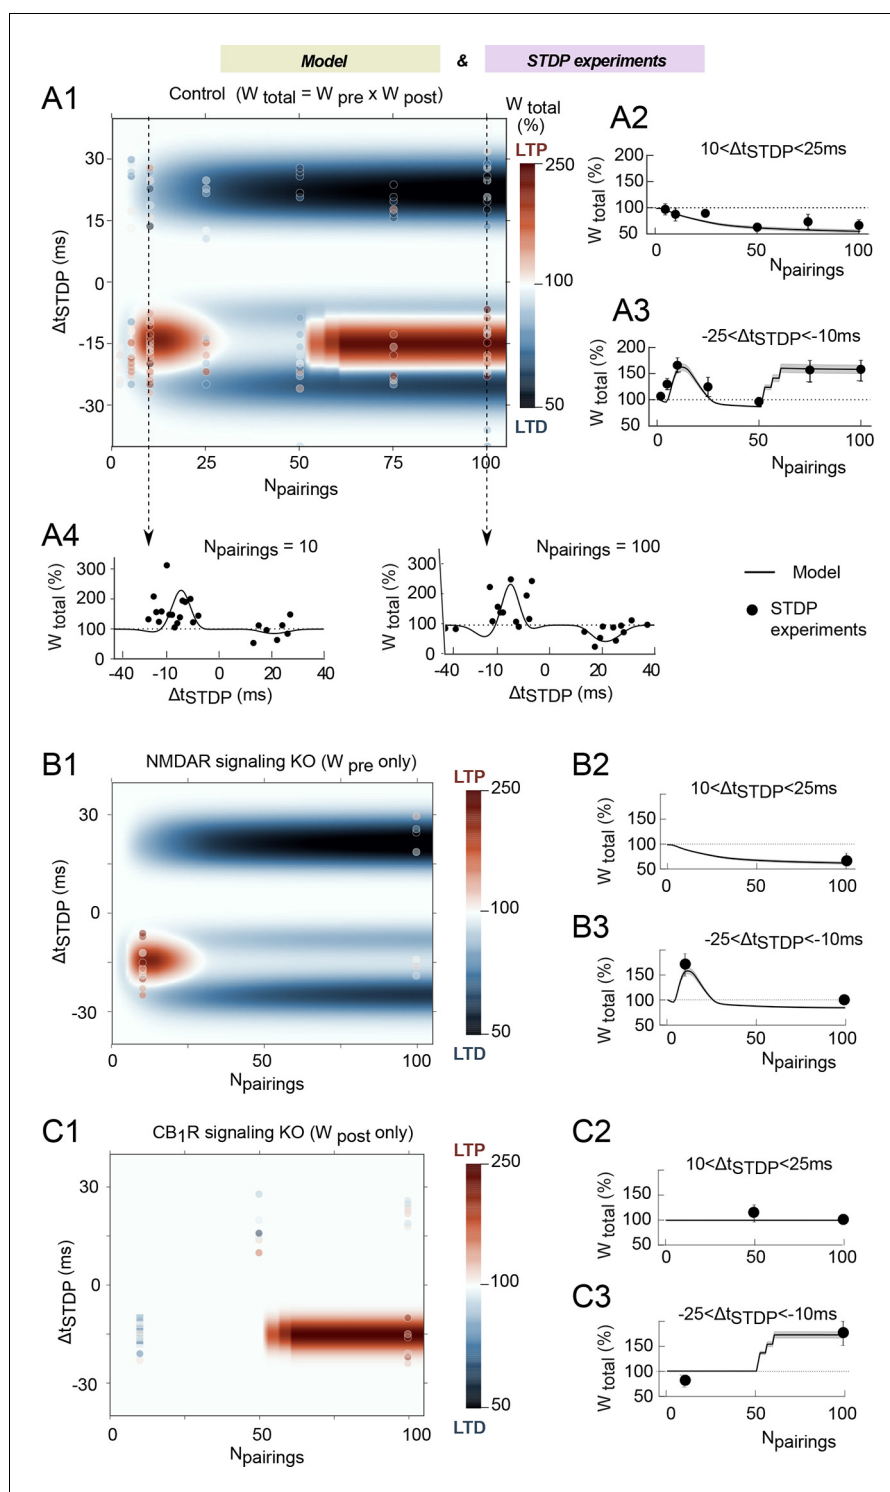 Model & STDP experiments
A1
Control (W total = W pre x W post)
W total
(%)
LTP
250
100
50
LTD
30
15
0
-15
-30
ΔtSTDP (ms)
0 25 50 75 100
Npairings
A2
10<ΔtSTDP<25ms
W total (%)
200
150
100
50
0 50 100
Npairings
A3
-25<ΔtSTDP<-10ms
W total (%)
200
150
100
50
0 50 100
Npairings
A4
Npairings = 10
W total (%)
300
200
100
0
-40 -10 0 20 40
ΔtSTDP (ms)
Npairings = 100
W total (%)
300
200
100
0
-40 -10 0 20 40
ΔtSTDP (ms)
Model
STDP
experiments
B1
NMDAR signaling KO (W pre only)
LTP
250
100
50
LTD
30
0
-30
ΔtSTDP (ms)
0 50 100
Npairings
B2
10<ΔtSTDP<25ms
W total (%)
150
100
50
0 50 100
B3
-25<ΔtSTDP<-10ms
W total (%)
150
100
50
0 50 100
Npairings
C1
CB1R signaling KO (W post only)
LTP
250
100
50
LTD
30
0
-30
ΔtSTDP (ms)
0 50 100
Npairings
C2
10<ΔtSTDP<25ms
W total (%)
150
100
50
0 50 100
C3
-25<ΔtSTDP<-10ms
W total (%)
150
100
50
0 50 100
Npairings